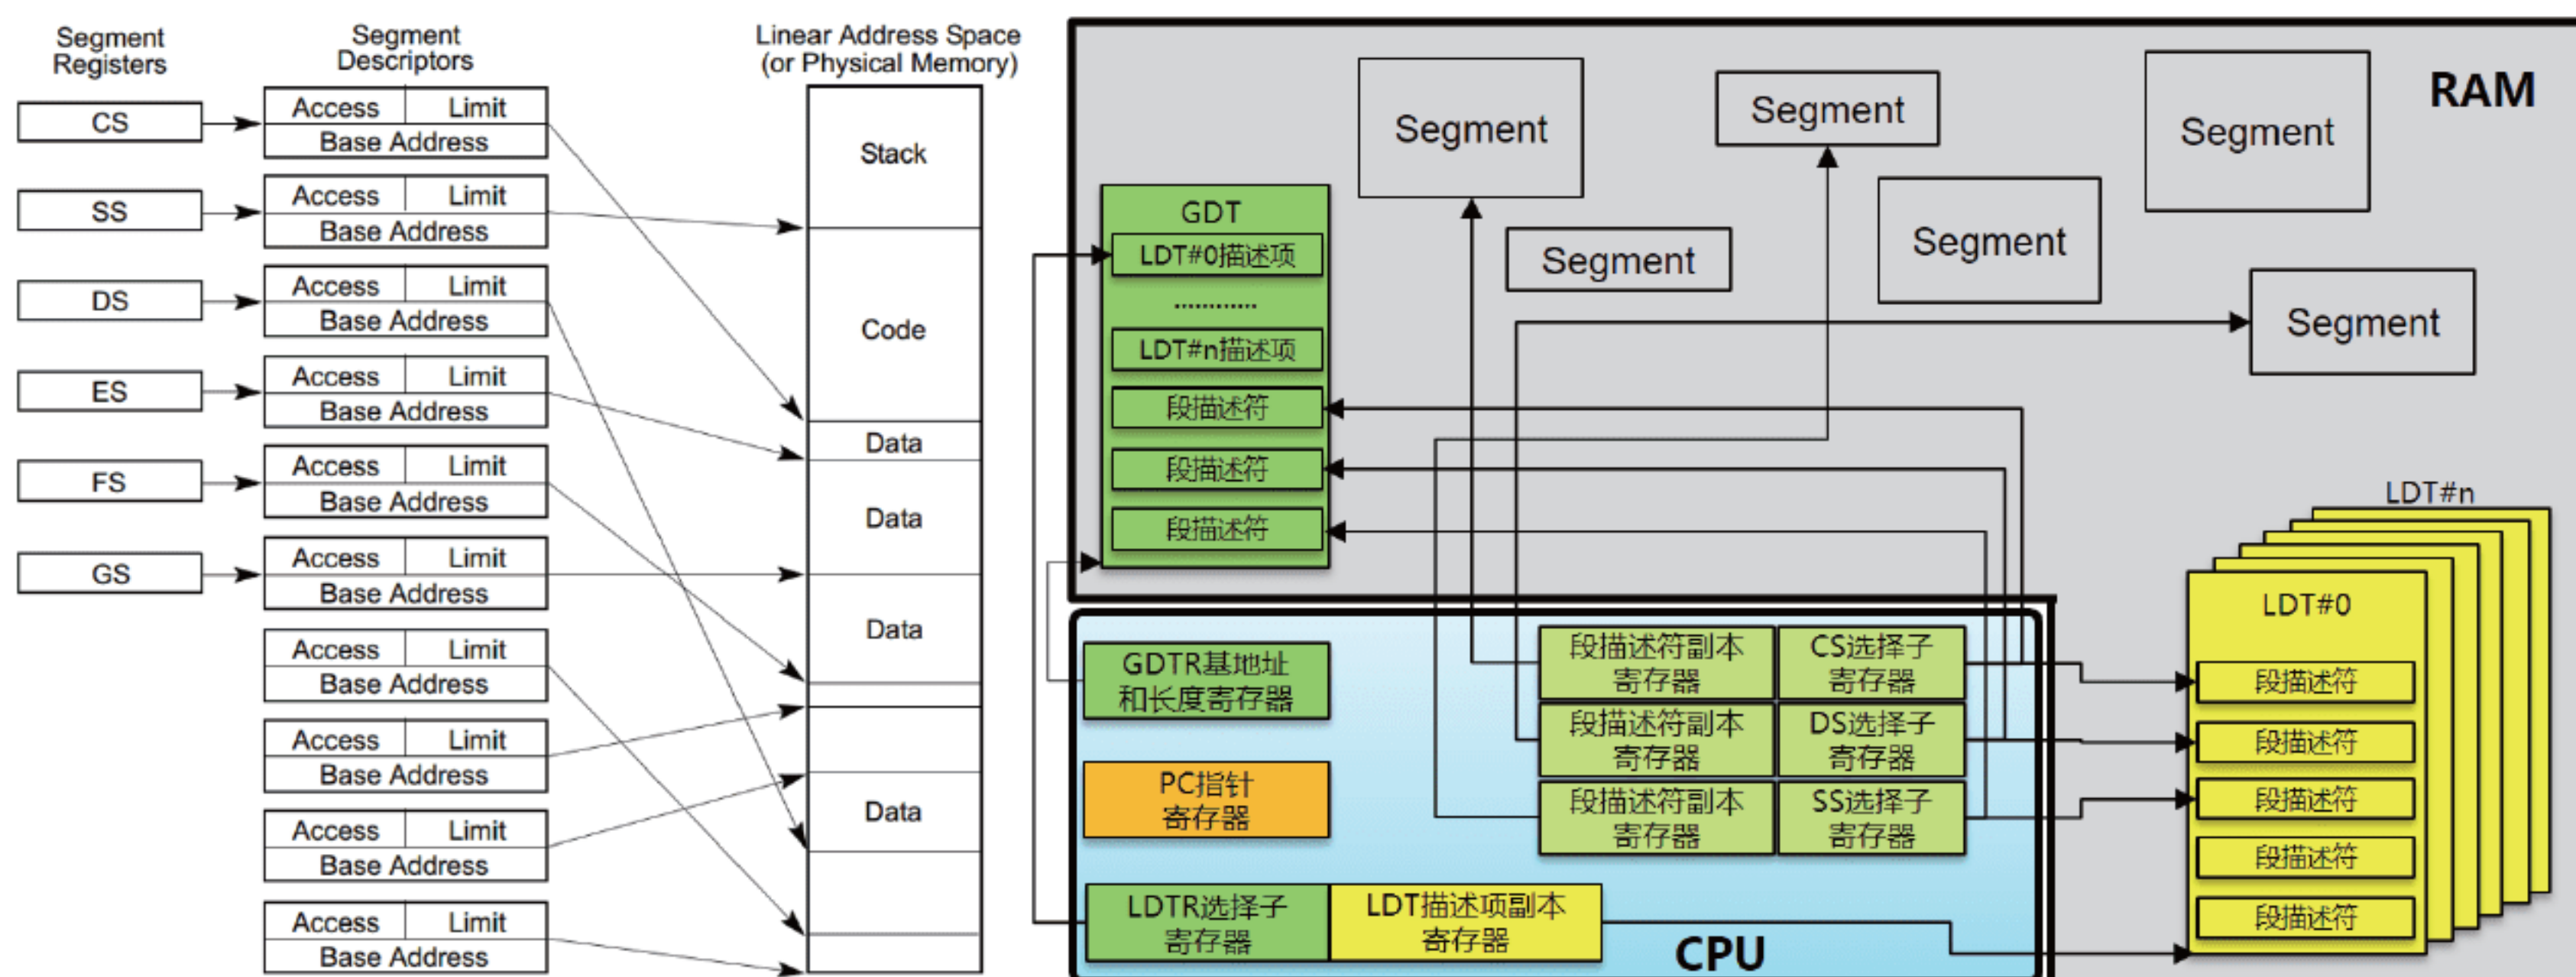 Segment
Registers
Segment
Descriptors
Linear Address Space
(or Physical Memory)
CS
Access Limit
Base Address
SS
Access Limit
Base Address
DS
Access Limit
Base Address
ES
Access Limit
Base Address
FS
Access Limit
Base Address
GS
Access Limit
Base Address
Access Limit
Base Address
Access Limit
Base Address
Access Limit
Base Address
Access Limit
Base Address
Stack
Code
Data
Data
Data
Data
RAM
Segment
Segment
Segment
Segment
Segment
Segment
GDT
LDT#0描述项
............
LDT#n描述项
段描述符
段描述符
段描述符
GDTR基地址
和长度寄存器
PC指针
寄存器
LDTR选择子
寄存器
LDT描述项副本
寄存器
段描述符副本
寄存器
CS选择子
寄存器
段描述符副本
寄存器
DS选择子
寄存器
段描述符副本
寄存器
SS选择子
寄存器
CPU
LDT#n
LDT#0
段描述符
段描述符
段描述符
段描述符
段描述符